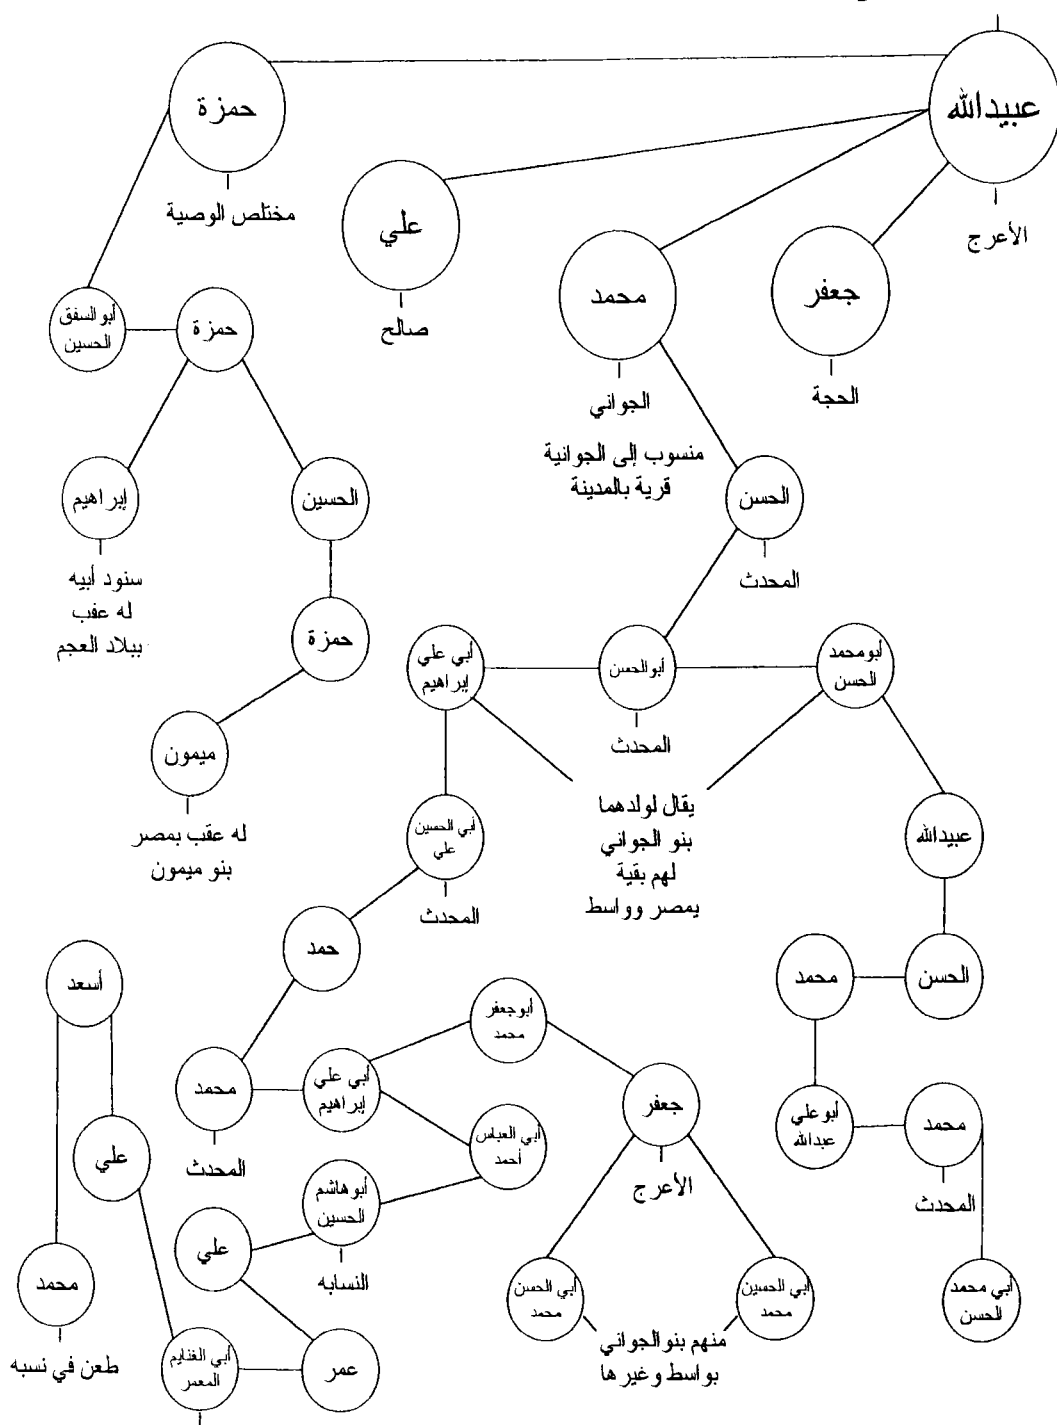 عبيدالله
حمزة
علي
محمد
جعفر
الأعرج
مختلص الوصية
صالح
الجواني
الحجة
منسوب إلى الجوانية
قرية بالمدينة
أبو السفق
الحسين
حمزة
إبراهيم
الحسين
الحسن
المحدث
سنود أبيه
له عقب
ببلاد العجم
حمزة
أبي علي
إبراهيم
أبو الحسن
أبو محمد
الحسن
المحدث
ميمون
له عقب بمصر
بنو ميمون
أبي الحسين
علي
المحدث
يقال لولدهما
بنو الجواني
لهم بقية
بمصر وواسط
عبيدالله
حمد
أسعد
محمد
الحسن
أبو جعفر
محمد
محمد
أبي علي
إبراهيم
جعفر
أبو علي
عبدالله
محمد
المحدث
علي
أبي العباس
أحمد
الأعرج
المحدث
أبو هاشم
الحسين
علي
النسابه
محمد
أبي الحسن
محمد
أبي الحسين
محمد
أبي محمد
الحسن
منهم بنو الجواني
بواسط وغيرها
طعن في نسبه
أبي الغنايم
المعمر
عمر